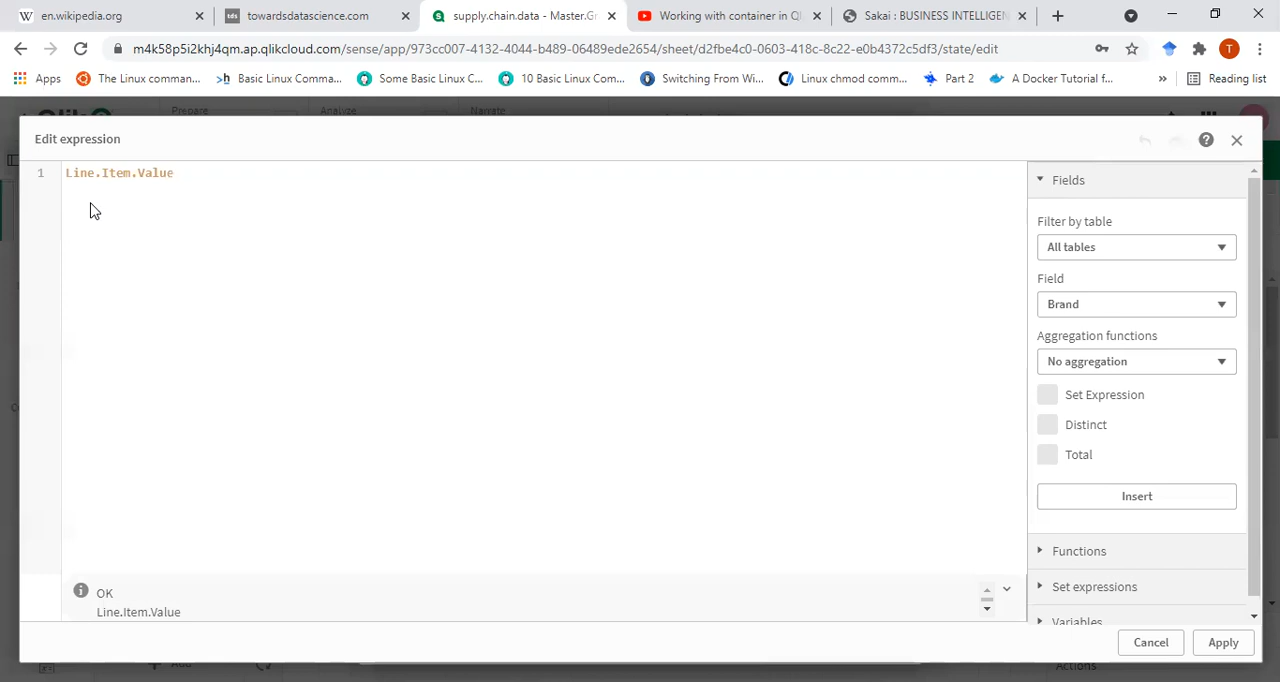 en.wikipedia.org
towardsdatascience.com
supply.chain.data - Master.Gr
Working with container in Ql
Sakai : BUSINESS INTELLIGEN
m4k58p5i2khj4qm.ap.qlikcloud.com/sense/app/973cc007-4132-4044-b489-06489ede2654/sheet/d2fbe4c0-0603-418c-8c22-e0b4372c5df3/state/edit
T
Apps
The Linux comman...
Basic Linux Comma...
Some Basic Linux C...
10 Basic Linux Com...
Switching From Wi...
Linux chmod comm...
Part 2
A Docker Tutorial f...
»
Reading list
Prepare
Analyze
Narrate
Edit expression
1
Line.Item.Value
Fields
Filter by table
All tables
Field
Brand
Aggregation functions
No aggregation
Set Expression
Distinct
Total
Insert
Functions
Set expressions
Variables
OK
Line.Item.Value
Cancel
Apply
Add
Actions